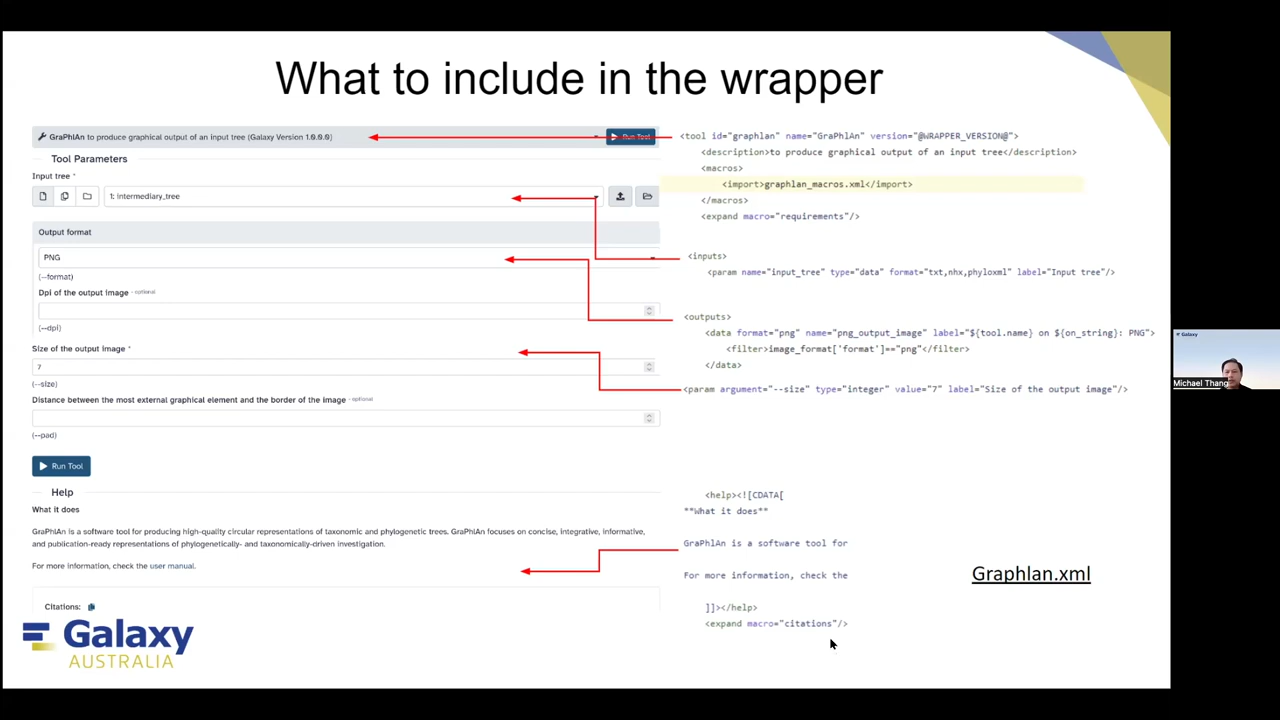 What to include in the wrapper
GraPhlAn to produce graphical output of an input tree (Galaxy Version 1.0.0.0)
Run Tool
Tool Parameters
Input tree *
1: intermediary_tree
Output format
PNG
(--format)
Dpi of the output image - optional
(--dpi)
Size of the output image *
7
(--size)
Distance between the most external graphical element and the border of the image - optional
(--pad)
Run Tool
Help
What it does
GraPhlAn is a software tool for producing high-quality circular representations of taxonomic and phylogenetic trees. GraPhlAn focuses on concise, integrative, informative,
and publication-ready representations of phylogenetically- and taxonomically-driven investigation.
For more information, check the user manual.
Citations:
Galaxy
AUSTRALIA
<tool id="graphlan" name="GraPhlAn" version="@WRAPPER_VERSION@">
<description>to produce graphical output of an input tree</description>
<macros>
<import>graphlan_macros.xml</import>
</macros>
<expand macro="requirements"/>
<inputs>
<param name="input_tree" type="data" format="txt,nhx,phyloxml" label="Input tree"/>
<outputs>
<data format="png" name="png_output_image" label="${tool.name} on ${on_string}: PNG">
<filter>image_format['format']=="png"</filter>
</data>
<param argument="--size" type="integer" value="7" label="Size of the output image"/>
<help><![CDATA[
**What it does**
GraPhlAn is a software tool for
For more information, check the
]]></help>
<expand macro="citations"/>
Graphlan.xml
Galaxy
Michael Thang